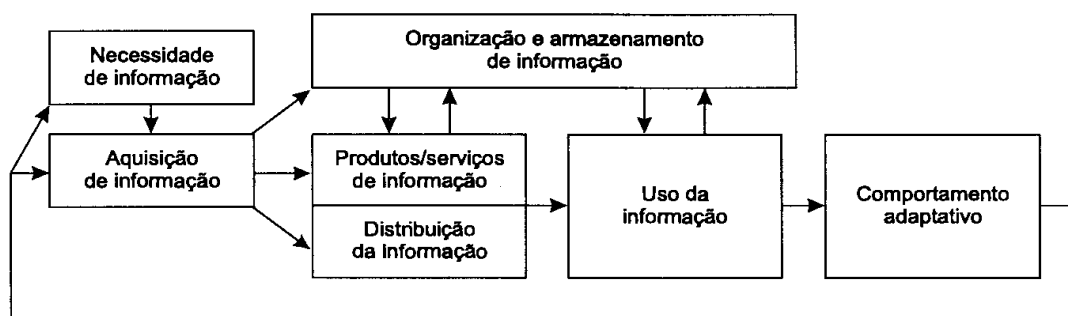 Necessidade
de informação
Organização e armazenamento
de informação
Aquisição
de informação
Produtos/serviços
de informação
Distribuição
da Informação
Uso da
informação
Comportamento
adaptativo